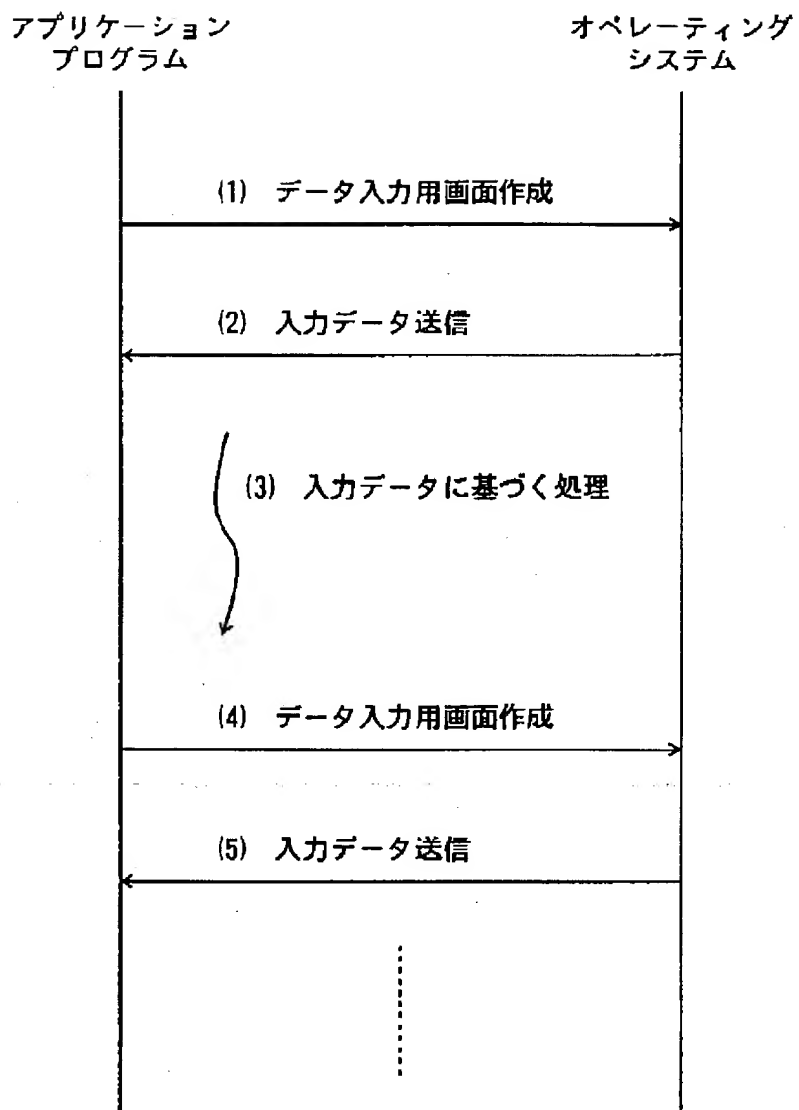 アプリケーション
プログラム
オペレーティング
システム
(1) データ入力用画面作成
(2) 入力データ送信
(3) 入力データに基づく処理
(4) データ入力用画面作成
(5) 入力データ送信